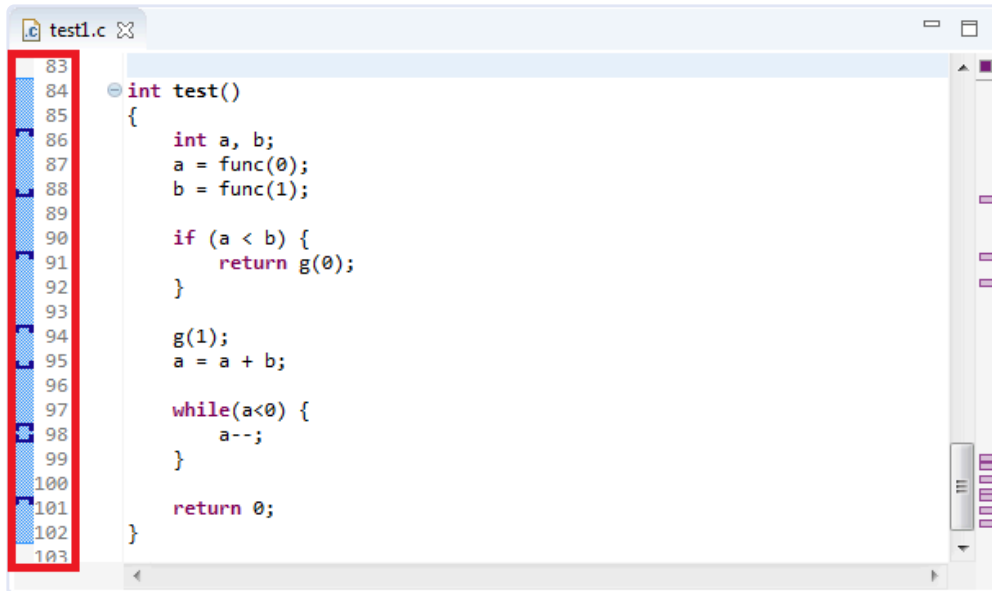 .c test1.c
83
84 int test()
85 {
86 int a, b;
87 a = func(0);
88 b = func(1);
89
90 if (a < b) {
91 return g(0);
92 }
93
94 g(1);
95 a = a + b;
96
97 while(a<0) {
98 a--;
99 }
100
101 return 0;
102 }
103